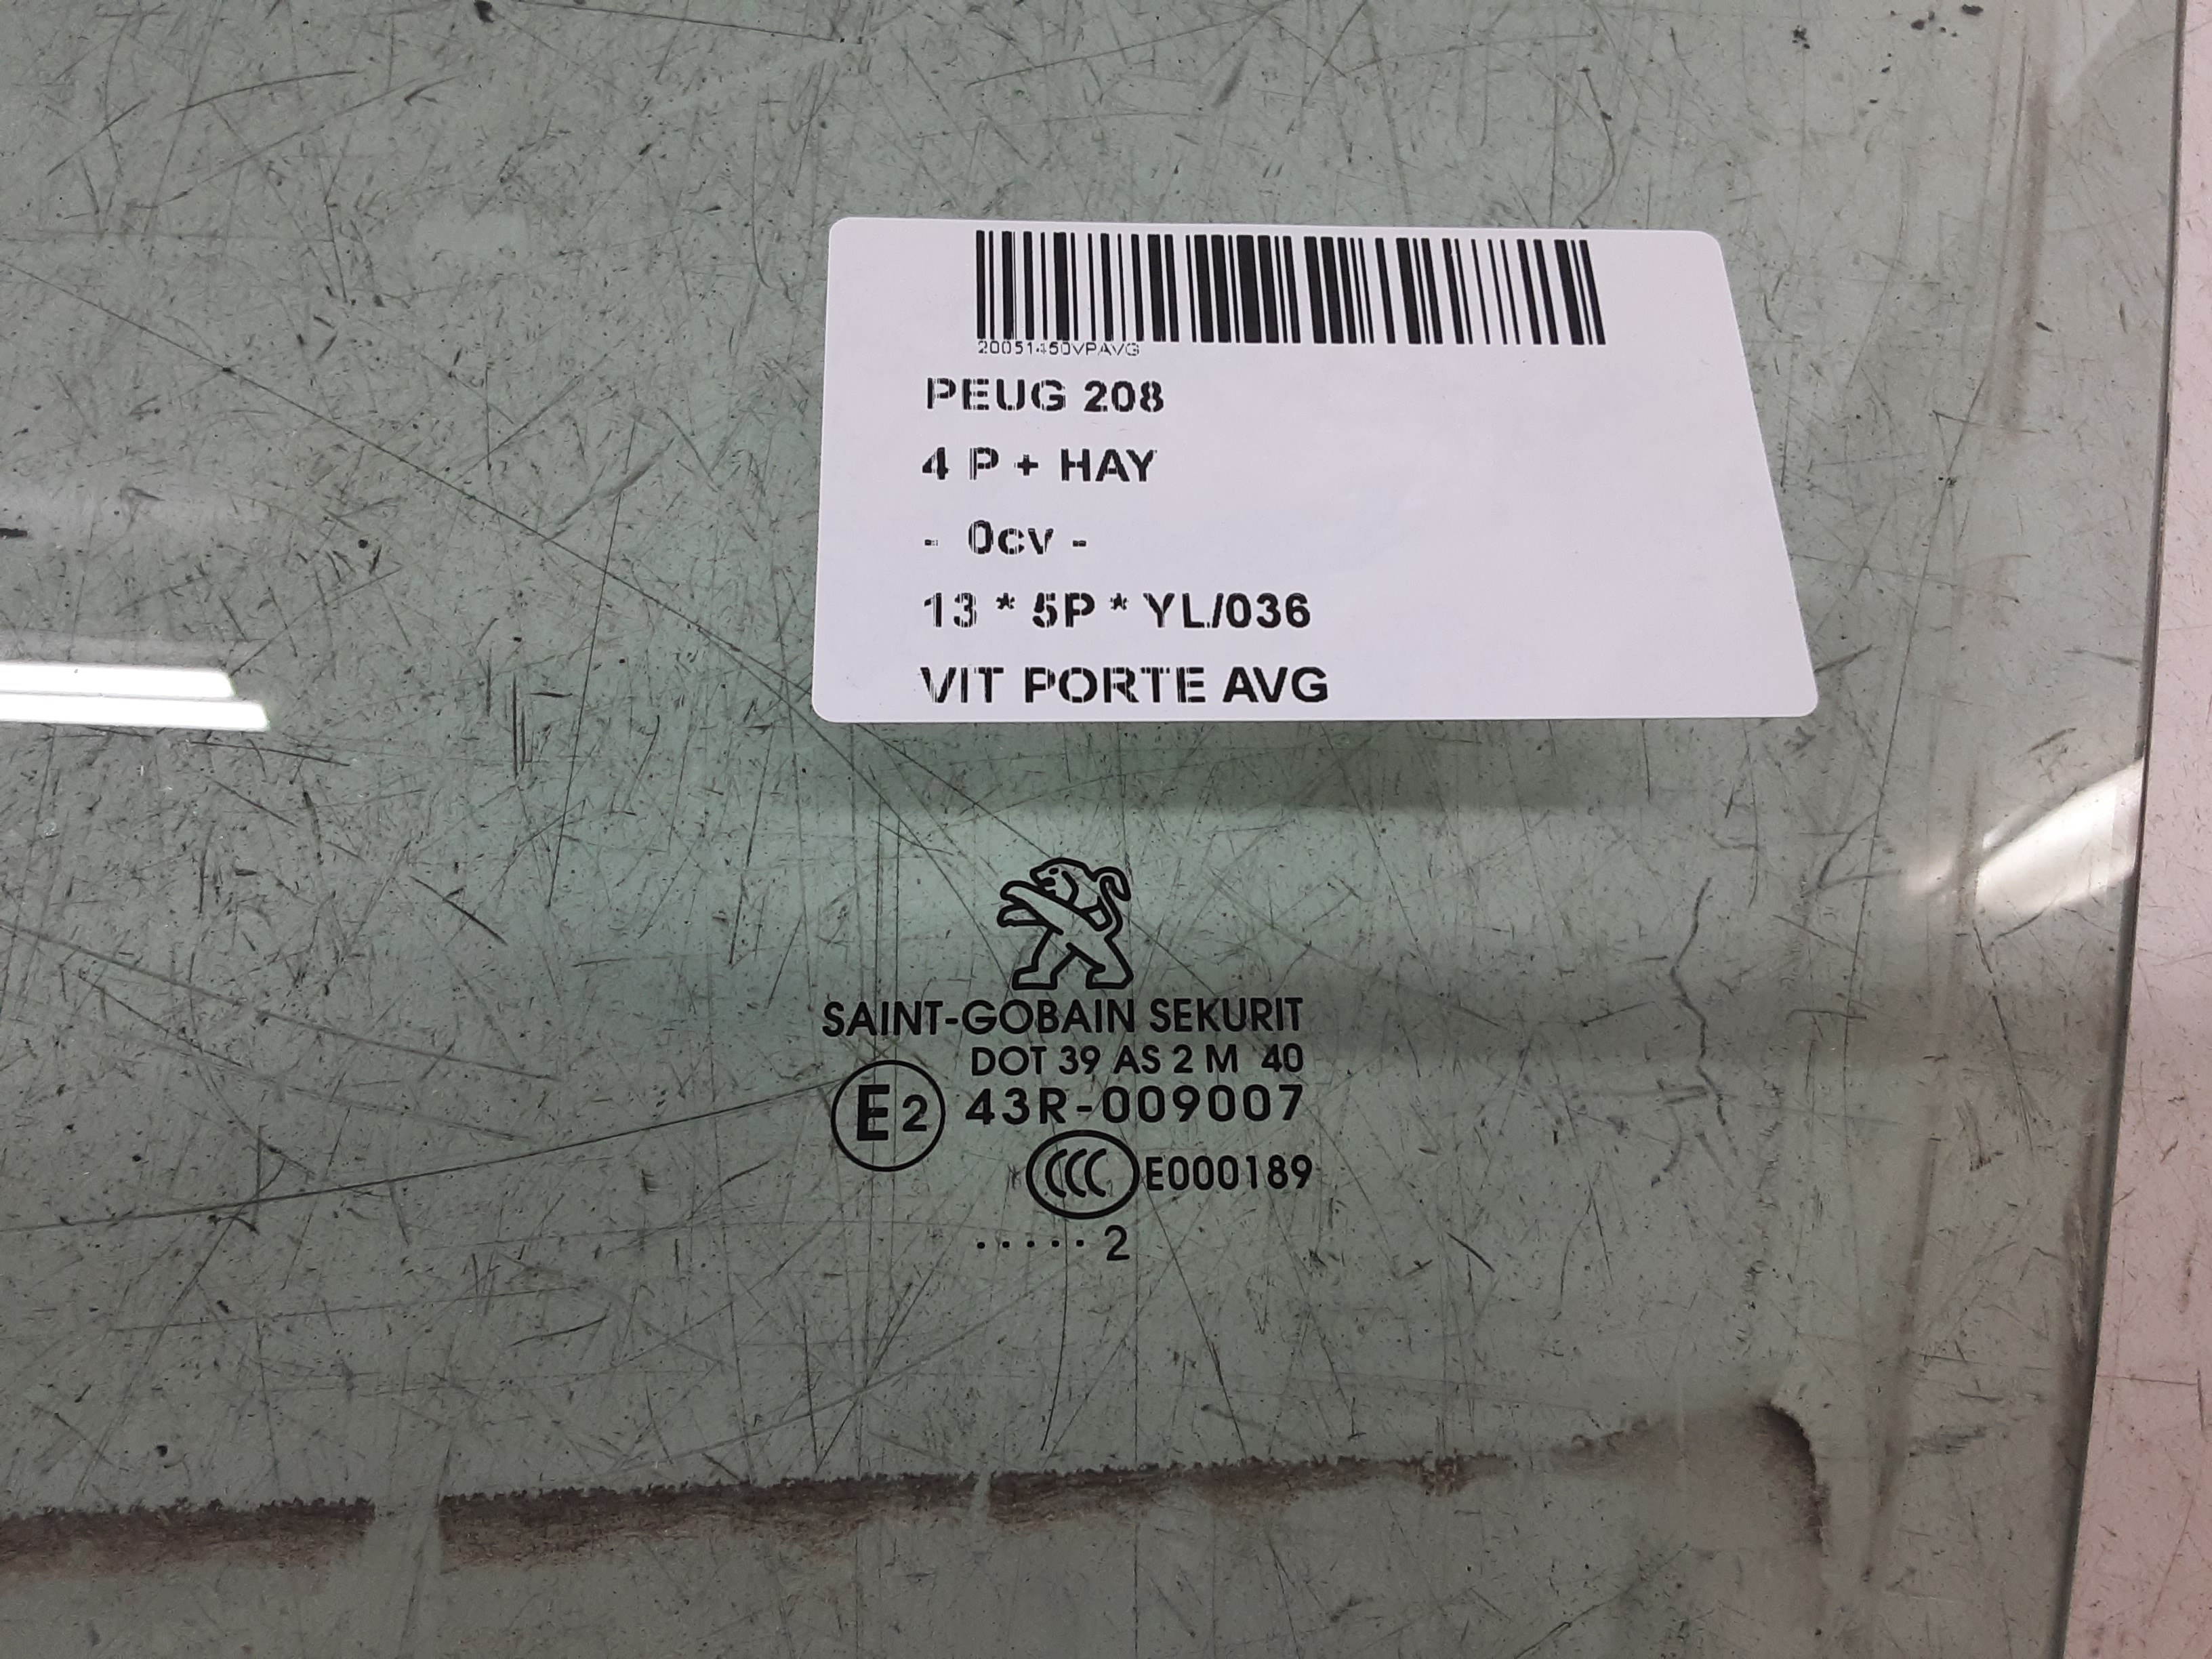 20051450VPAVG
PEUG 208
4 P + HAY
- 0cv -
13 * 5P * YL/036
VIT PORTE AVG
SAINT-GOBAIN SEKURIT
DOT 39 AS 2 M 40
E2 43R-009007
CCC E000189
.....2